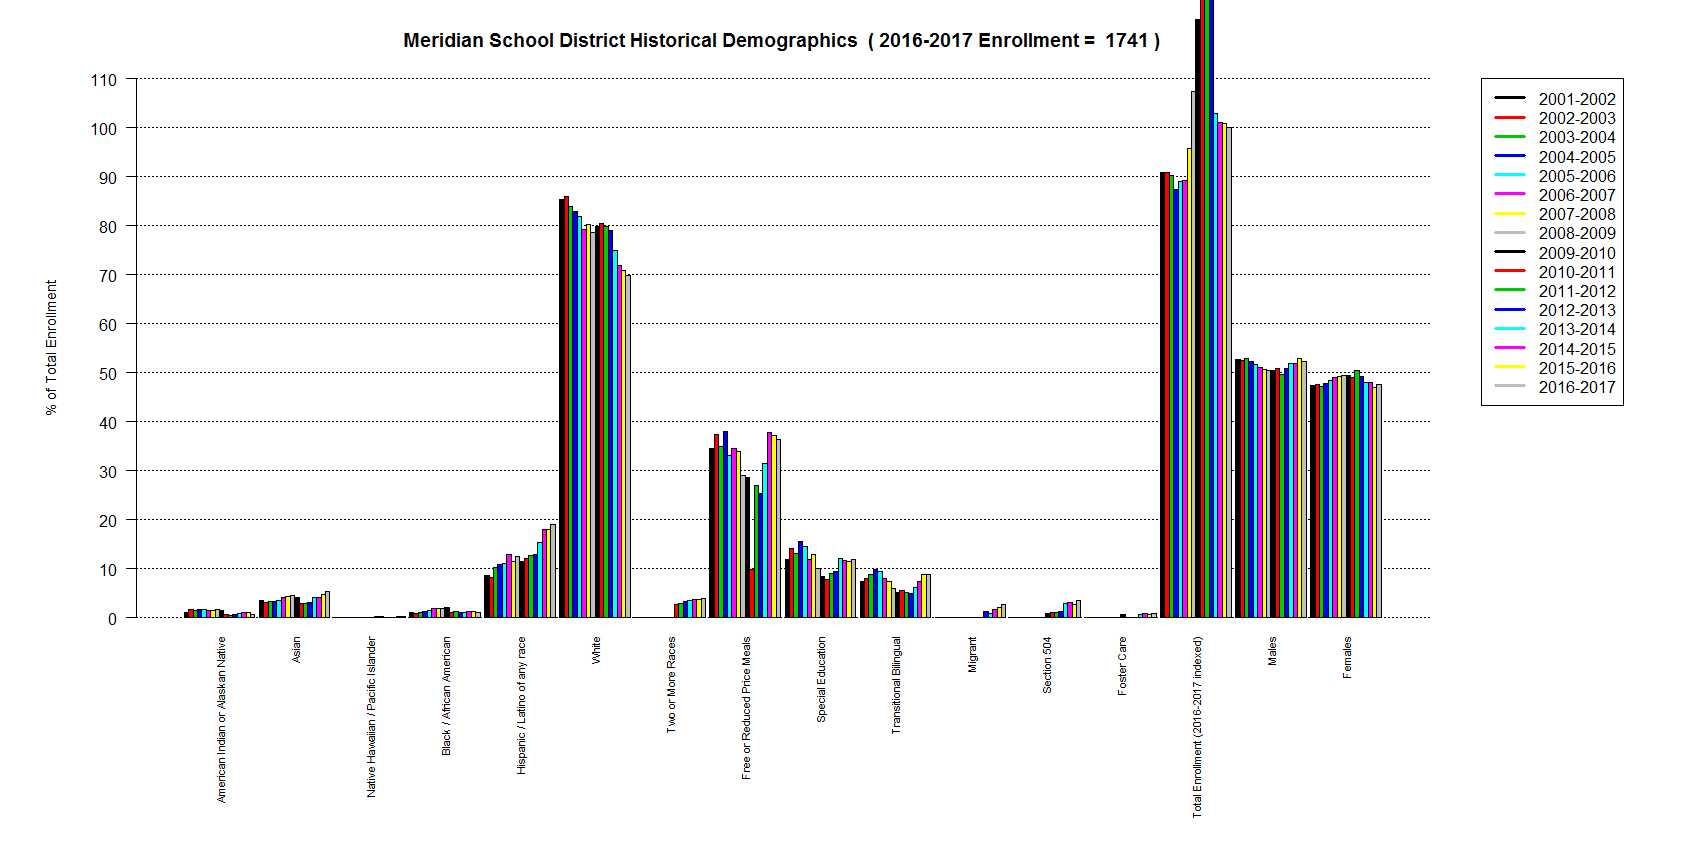 Meridian School District Historical Demographics ( 2016-2017 Enrollment = 1741 )
% of Total Enrollment
110
100
90
80
70
60
50
40
30
20
10
0
American Indian or Alaskan Native
Asian
Native Hawaiian / Pacific Islander
Black / African American
Hispanic / Latino of any race
White
Two or More Races
Free or Reduced Price Meals
Special Education
Transitional Bilingual
Migrant
Section 504
Foster Care
Total Enrollment (2016-2017 indexed)
Males
Females
2001-2002
2002-2003
2003-2004
2004-2005
2005-2006
2006-2007
2007-2008
2008-2009
2009-2010
2010-2011
2011-2012
2012-2013
2013-2014
2014-2015
2015-2016
2016-2017